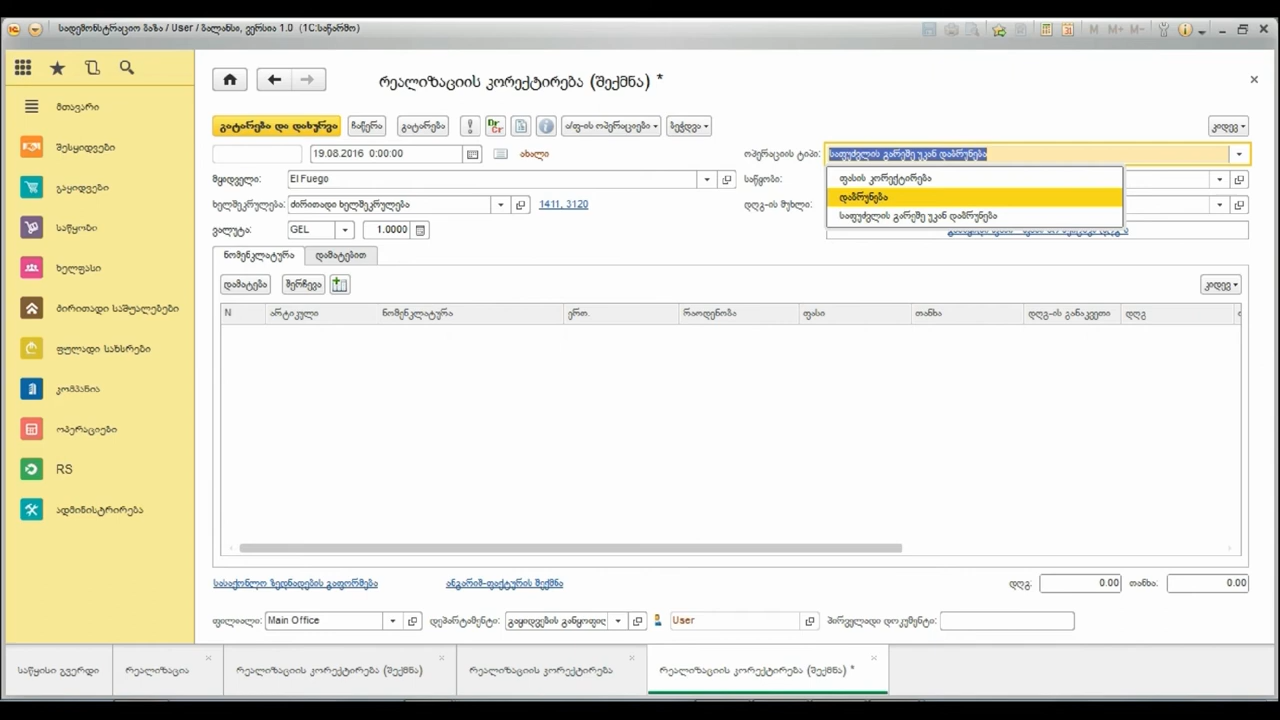 სადემონსტრაციო ბაზა / User / ბალანსი, ვერსია 1.0 (1C:საწარმო)
M M+ M-
მთავარი
შესყიდვები
გაყიდვები
საწყობი
ხელფასი
ძირითადი საშუალებები
ფულადი სახსრები
კომპანია
ოპერაციები
RS
ადმინისტრირება
რეალიზაციის კორექტირება (შექმნა) *
გატარება და დახურვა ჩაწერა გატარება ა/ფ-ის ოპერაციები ბეჭდვა კიდევ
19.08.2016 0:00:00 ახალი ოპერაციის ტიპი: საფუძვლის გარეშე უკან დაბრუნება
მყიდველი: El Fuego საწყობი:
ფასის კორექტირება
დაბრუნება
საფუძვლის გარეშე უკან დაბრუნება
ხელშეკრულება: ძირითადი ხელშეკრულება 1411, 3120 დღგ-ის მუხლი:
ვალუტა: GEL 1.0000
ნომენკლატურა დამატებით
დამატება შერჩევა კიდევ
N არტიკული ნომენკლატურა ერთ. რაოდენობა ფასი თანხა დღგ-ის განაკვეთი დღგ
სასაქონლო ზედნადების გაფორმება ანგარიშ-ფაქტურის შექმნა დღგ: 0.00 თანხა: 0.00
ფილიალი: Main Office დეპარტამენტი: გაყიდვების განყოფილ User პირველადი დოკუმენტი:
საწყისი გვერდი რეალიზაცია რეალიზაციის კორექტირება (შექმნა) რეალიზაციის კორექტირება რეალიზაციის კორექტირება (შექმნა) *